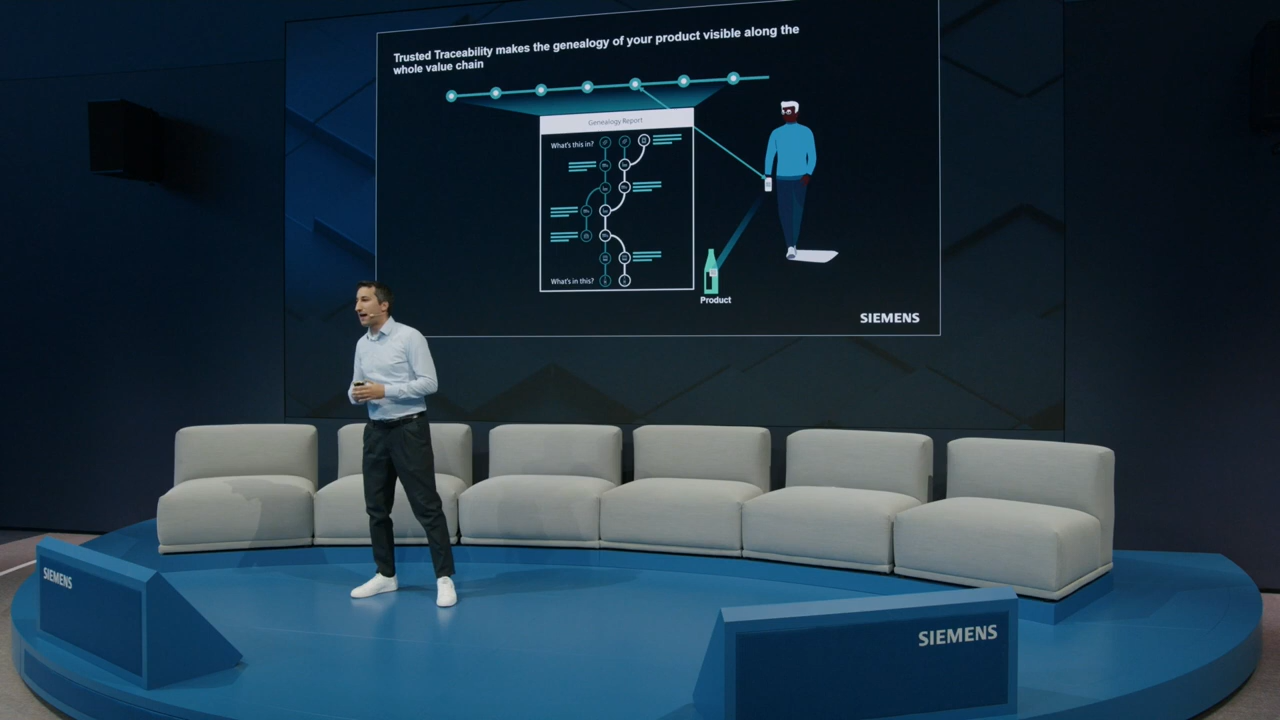 Trusted Traceability makes the genealogy of your product visible along the
whole value chain
Genealogy Report
What's this in?
What's in this?
Product
SIEMENS
SIEMENS
SIEMENS